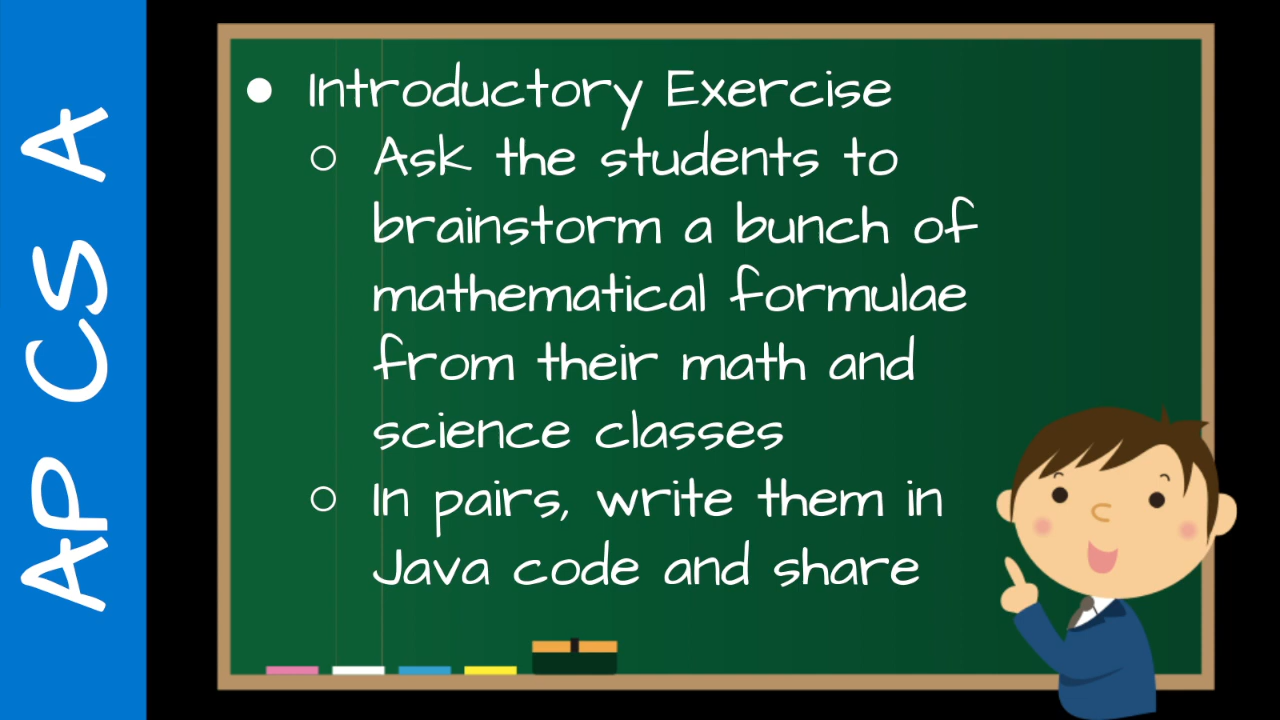 AP CS A
● Introductory Exercise
○ Ask the students to
brainstorm a bunch of
mathematical formulae
from their math and
science classes
○ In pairs, write them in
Java code and share